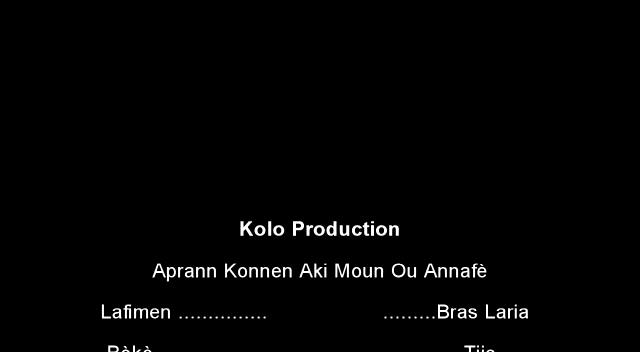 Kolo Production
Aprann Konnen Aki Moun Ou Annafè
Lafimen ............... .........Bras Laria